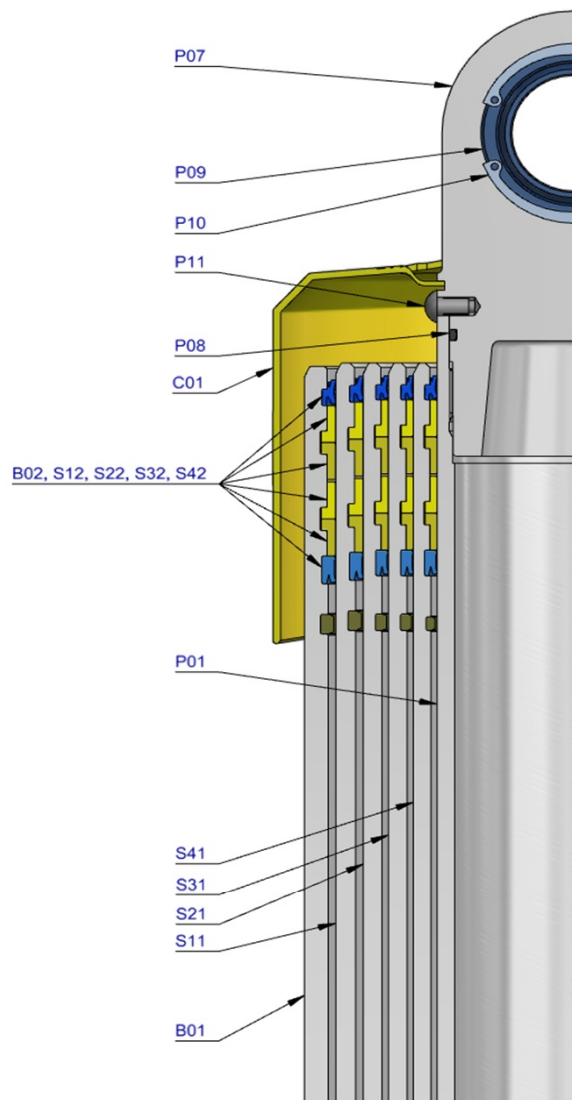 P07
P09
P10
P11
P08
C01
B02, S12, S22, S32, S42
P01
S41
S31
S21
S11
B01